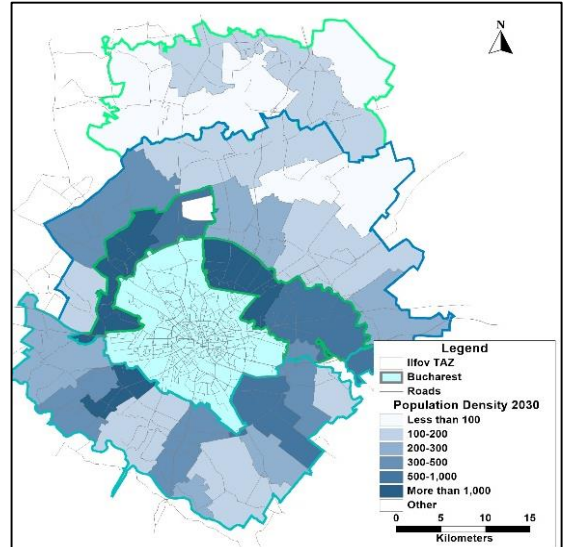 N
Legend
Ilfov TAZ
Bucharest
Roads
Population Density 2030
Less than 100
100-200
200-300
300-500
500-1,000
More than 1,000
Other
0 5 10 15
Kilometers